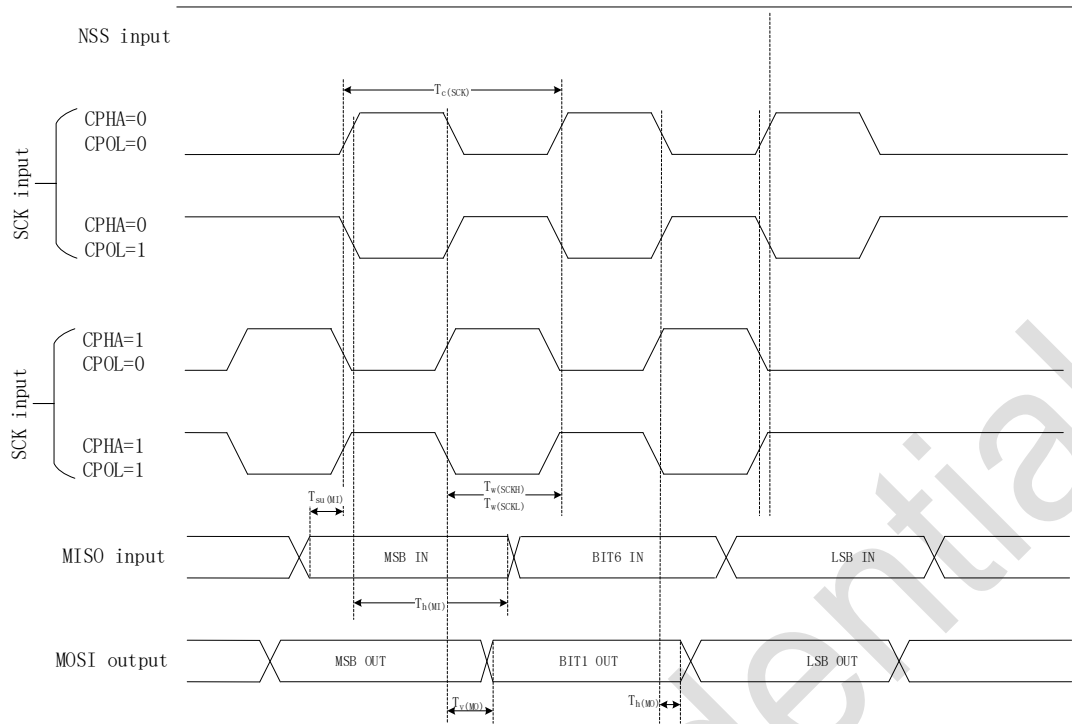 NSS input
Tc(SCK)
SCK input
CPHA=0
CPOL=0
CPHA=0
CPOL=1
SCK input
CPHA=1
CPOL=0
CPHA=1
CPOL=1
Tsu(MI)
Tw(SCKH)
Tw(SCKL)
MISO input
MSB IN
BIT6 IN
LSB IN
Th(MI)
MOSI output
MSB OUT
BIT1 OUT
LSB OUT
Tv(MO)
Th(MO)
dential